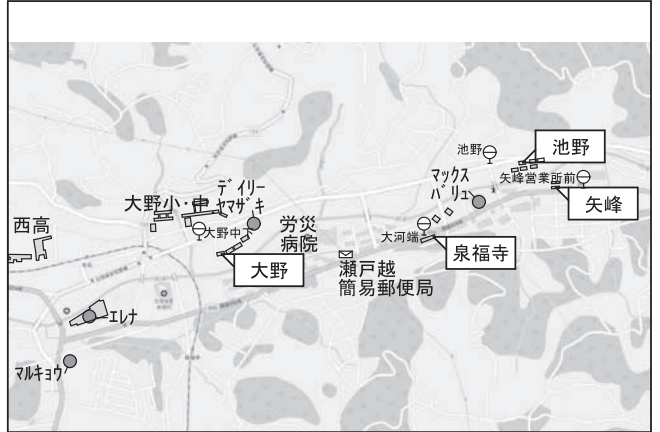 池野
池野
マックス
バリュ
矢峰営業所前
矢峰
大野小・中
デイリー
ヤマザキ
大野中下
労災
病院
大河端
泉福寺
西高
大野
瀬戸越
簡易郵便局
エレナ
マルキョウ